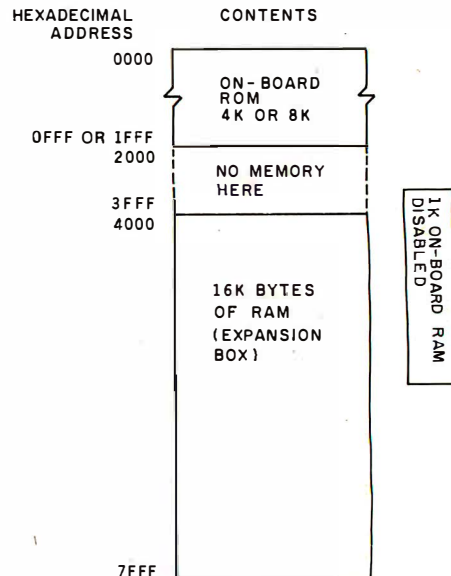 HEXADECIMAL
ADDRESS
CONTENTS
0000
ON-BOARD
ROM
4K OR 8K
0FFF OR 1FFF
2000
NO MEMORY
HERE
3FFF
4000
16K BYTES
OF RAM
(EXPANSION
BOX)
1K ON-BOARD RAM
DISABLED
7FFF